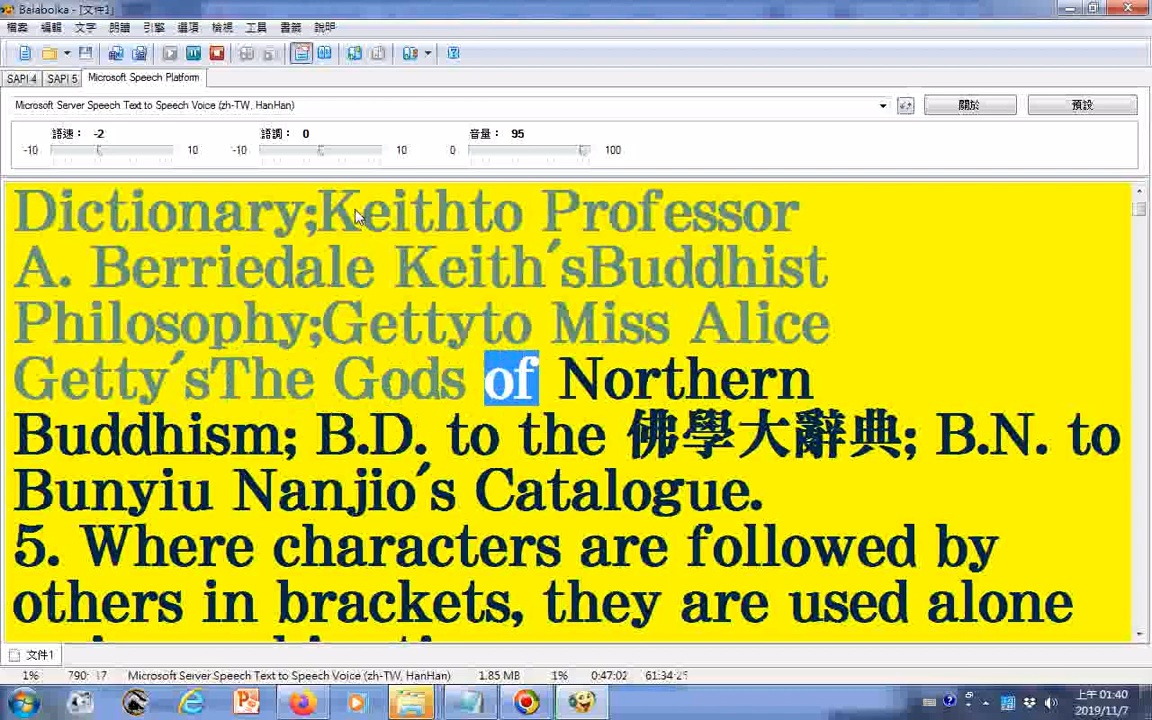 Balabolka - [文件1]
檔案 編輯 文字 朗讀 引擎 選項 檢視 工具 書籤 說明
SAPI 4 SAPI 5 Microsoft Speech Platform
Microsoft Server Speech Text to Speech Voice (zh-TW, HanHan) 關於 預設
語速: -2 語調: 0 音量: 95
-10 10 -10 10 0 100
Dictionary;Keithto Professor
A. Berriedale Keith´sBuddhist
Philosophy;Gettyto Miss Alice
Getty´sThe Gods of Northern
Buddhism; B.D. to the 佛學大辭典; B.N. to
Bunyiu Nanjio´s Catalogue.
5. Where characters are followed by
others in brackets, they are used alone
文件1
1% 790: 17 Microsoft Server Speech Text to Speech Voice (zh-TW, HanHan) 1.85 MB 1% 0:47:02 61:34:25
上午 01:40
2019/11/7